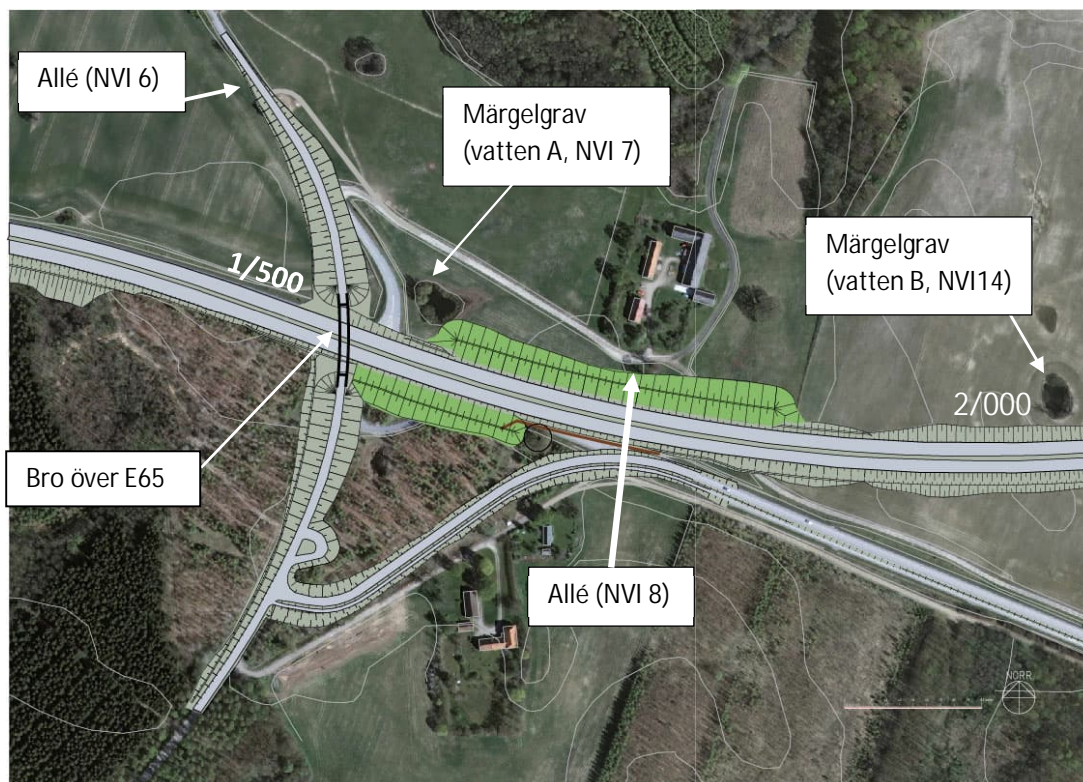 Allé (NVI 6)
Märgelgrav
(vatten A, NVI 7)
Märgelgrav
(vatten B, NVI14)
1/500
2/000
Bro över E65
Allé (NVI 8)
NORR